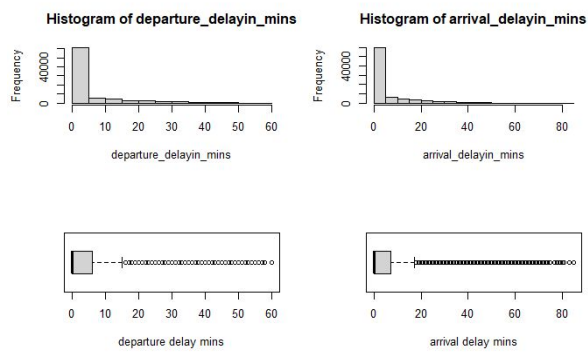 Histogram of departure_delayin_mins
Histogram of arrival_delayin_mins
Frequency
0 40000
0 10 20 30 40 50 60
departure_delayin_mins
Frequency
0 40000
0 20 40 60 80
arrival_delayin_mins
0 10 20 30 40 50 60
departure delay mins
0 20 40 60 80
arrival delay mins